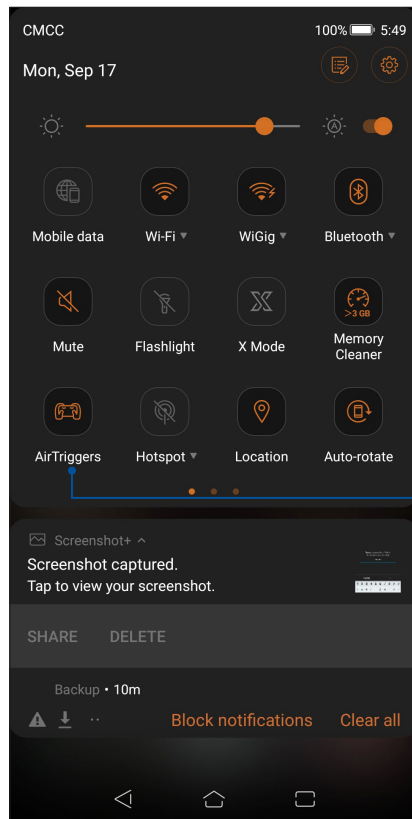 CMCC 100% 5:49
Mon, Sep 17
A
Mobile data Wi-Fi WiGig Bluetooth
>3 GB
Mute Flashlight X Mode Memory Cleaner
AirTriggers Hotspot Location Auto-rotate
Screenshot+
Screenshot captured.
Tap to view your screenshot.
SHARE DELETE
Backup • 10m
Block notifications Clear all